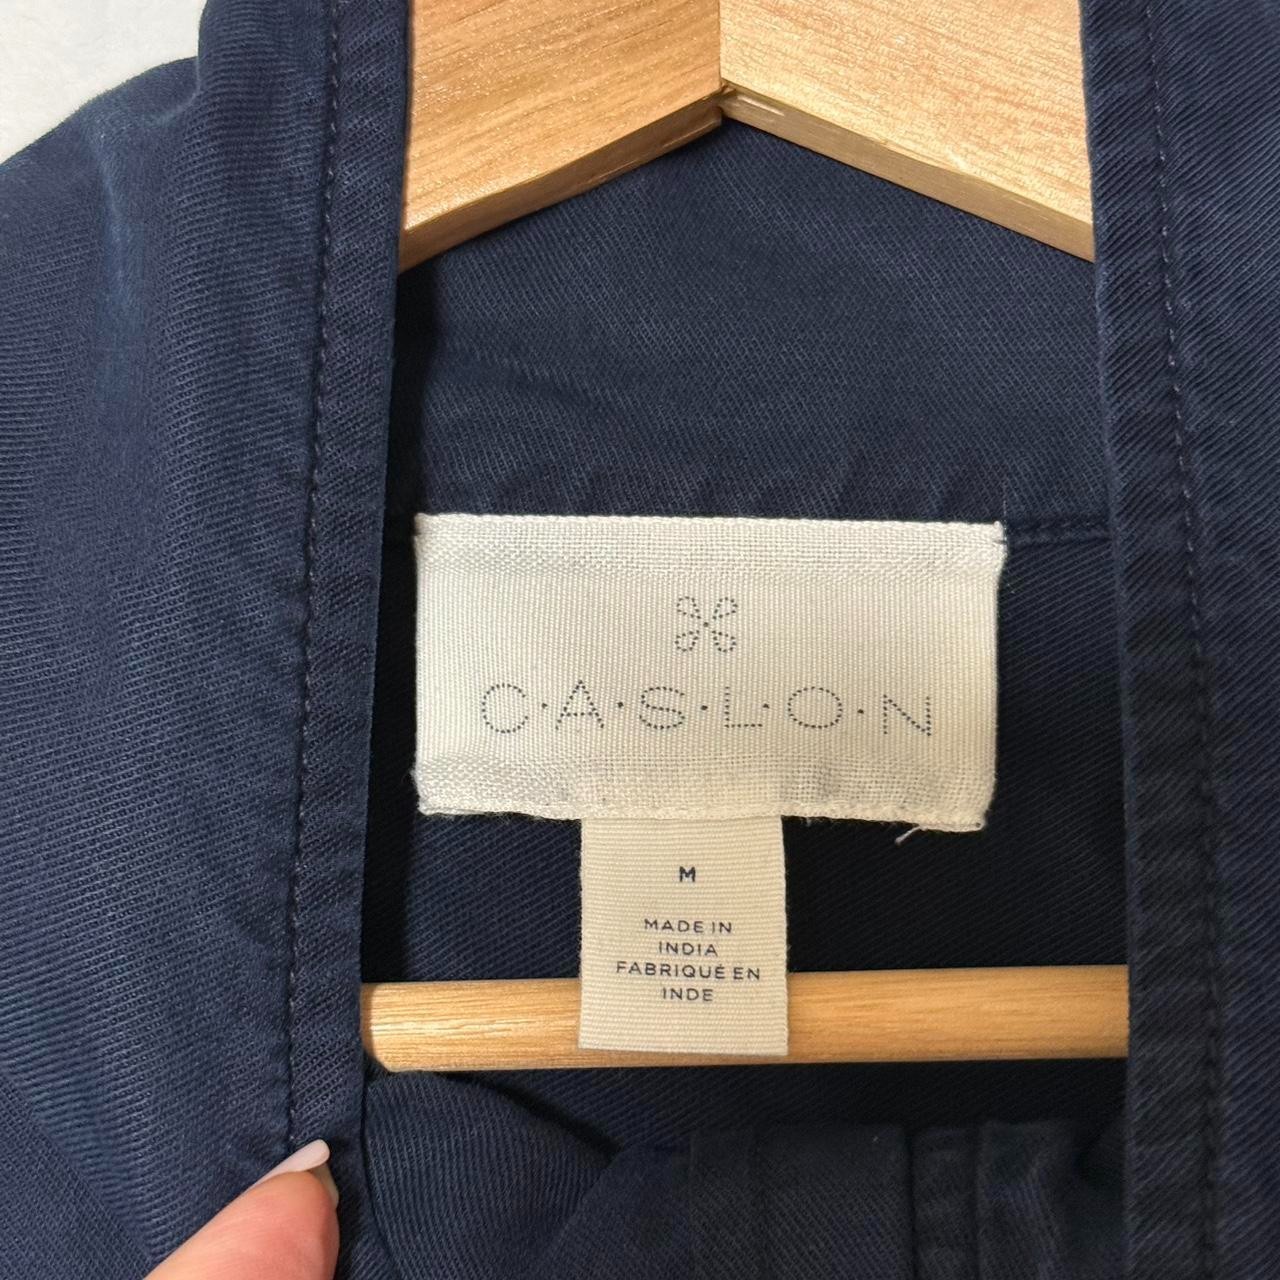 C·A·S·L·O·N
M
MADE IN
INDIA
FABRIQUÉ EN
INDE